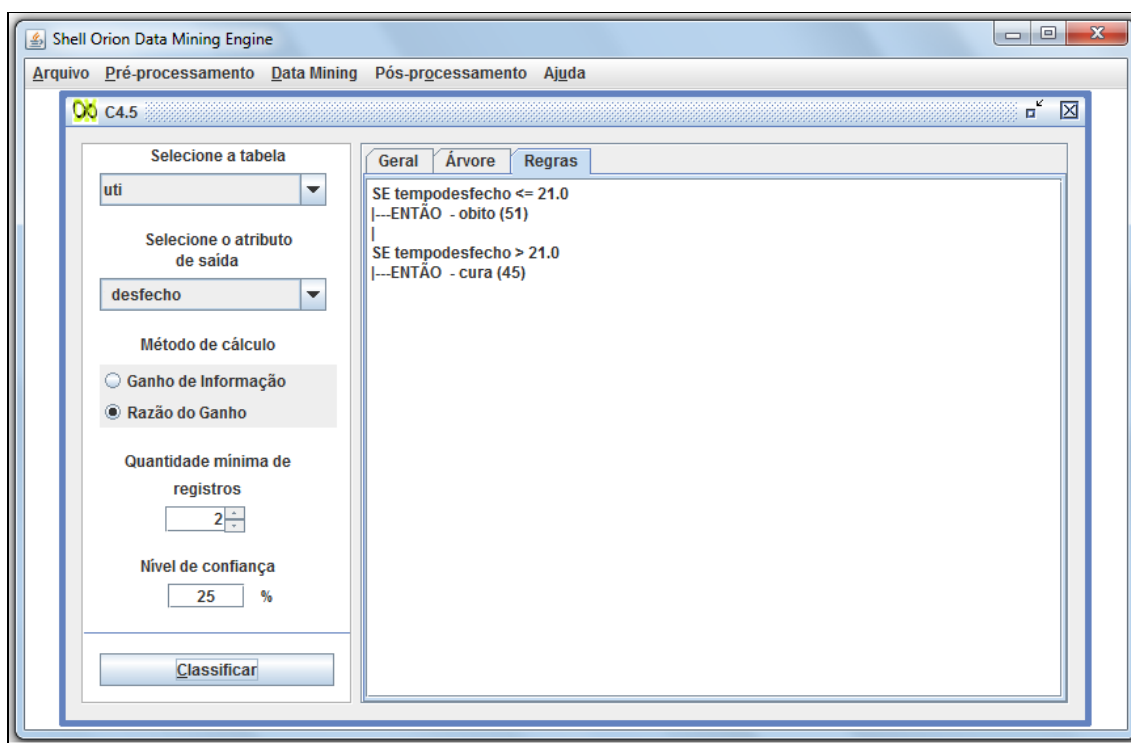 Shell Orion Data Mining Engine
Arquivo Pré-processamento Data Mining Pós-processamento Ajuda
C4.5
Selecione a tabela
uti
Selecione o atributo
de saída
desfecho
Método de cálculo
Ganho de Informação
Razão do Ganho
Quantidade mínima de
registros
2
Nível de confiança
25 %
Classificar
Geral Árvore Regras
SE tempodesfecho <= 21.0
|---ENTÃO - obito (51)
|
SE tempodesfecho > 21.0
|---ENTÃO - cura (45)